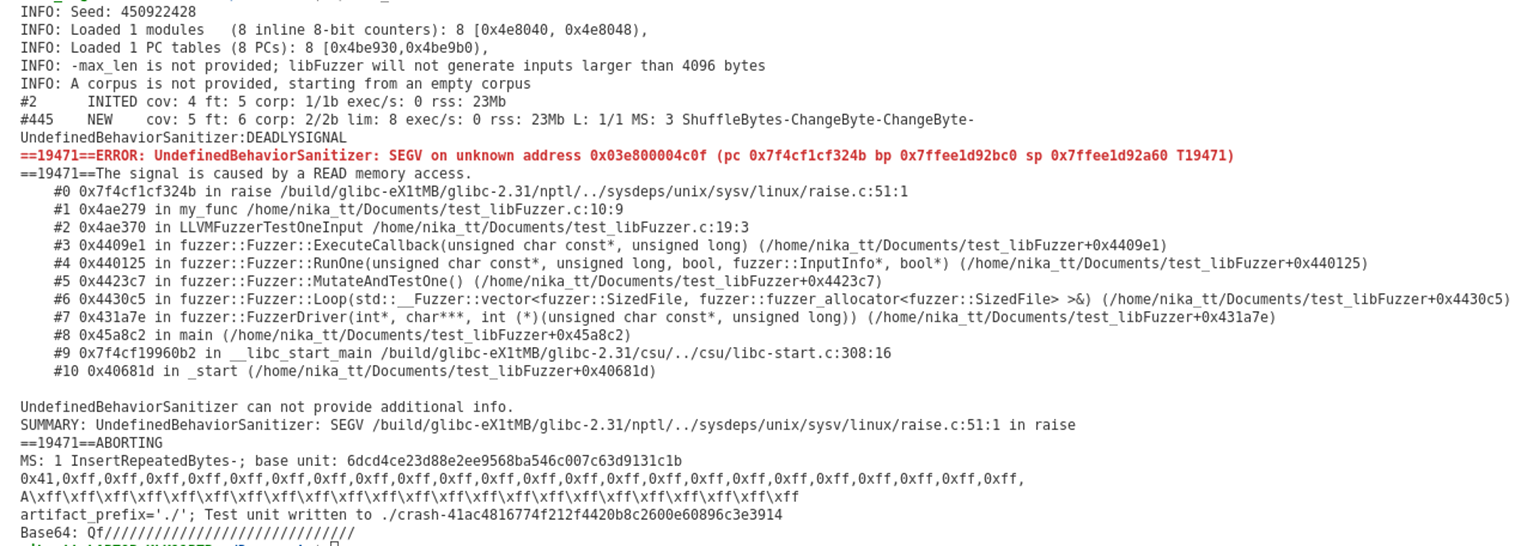 INFO: Seed: 450922428
INFO: Loaded 1 modules   (8 inline 8-bit counters): 8 [0x4e8040, 0x4e8048),
INFO: Loaded 1 PC tables (8 PCs): 8 [0x4be930,0x4be9b0),
INFO: -max_len is not provided; libFuzzer will not generate inputs larger than 4096 bytes
INFO: A corpus is not provided, starting from an empty corpus
#2      INITED cov: 4 ft: 5 corp: 1/1b exec/s: 0 rss: 23Mb
#445    NEW    cov: 5 ft: 6 corp: 2/2b lim: 8 exec/s: 0 rss: 23Mb L: 1/1 MS: 3 ShuffleBytes-ChangeByte-ChangeByte-
UndefinedBehaviorSanitizer:DEADLYSIGNAL
==19471==ERROR: UndefinedBehaviorSanitizer: SEGV on unknown address 0x03e800004c0f (pc 0x7f4cf1cf324b bp 0x7ffee1d92bc0 sp 0x7ffee1d92a60 T19471)
==19471==The signal is caused by a READ memory access.
    #0 0x7f4cf1cf324b in raise /build/glibc-eX1tMB/glibc-2.31/nptl/../sysdeps/unix/sysv/linux/raise.c:51:1
    #1 0x4ae279 in my_func /home/nika_tt/Documents/test_libFuzzer.c:10:9
    #2 0x4ae370 in LLVMFuzzerTestOneInput /home/nika_tt/Documents/test_libFuzzer.c:19:3
    #3 0x4409e1 in fuzzer::Fuzzer::ExecuteCallback(unsigned char const*, unsigned long) (/home/nika_tt/Documents/test_libFuzzer+0x4409e1)
    #4 0x440125 in fuzzer::Fuzzer::RunOne(unsigned char const*, unsigned long, bool, fuzzer::InputInfo*, bool*) (/home/nika_tt/Documents/test_libFuzzer+0x440125)
    #5 0x4423c7 in fuzzer::Fuzzer::MutateAndTestOne() (/home/nika_tt/Documents/test_libFuzzer+0x4423c7)
    #6 0x4430c5 in fuzzer::Fuzzer::Loop(std::__Fuzzer::vector<fuzzer::SizedFile, fuzzer::fuzzer_allocator<fuzzer::SizedFile> >&) (/home/nika_tt/Documents/test_libFuzzer+0x4430c5)
    #7 0x431a7e in fuzzer::FuzzerDriver(int*, char***, int (*)(unsigned char const*, unsigned long)) (/home/nika_tt/Documents/test_libFuzzer+0x431a7e)
    #8 0x45a8c2 in main (/home/nika_tt/Documents/test_libFuzzer+0x45a8c2)
    #9 0x7f4cf19960b2 in __libc_start_main /build/glibc-eX1tMB/glibc-2.31/csu/../csu/libc-start.c:308:16
    #10 0x40681d in _start (/home/nika_tt/Documents/test_libFuzzer+0x40681d)

UndefinedBehaviorSanitizer can not provide additional info.
SUMMARY: UndefinedBehaviorSanitizer: SEGV /build/glibc-eX1tMB/glibc-2.31/nptl/../sysdeps/unix/sysv/linux/raise.c:51:1 in raise
==19471==ABORTING
MS: 1 InsertRepeatedBytes-; base unit: 6dcd4ce23d88e2ee9568ba546c007c63d9131c1b
0x41,0xff,0xff,0xff,0xff,0xff,0xff,0xff,0xff,0xff,0xff,0xff,0xff,0xff,0xff,0xff,0xff,0xff,0xff,0xff,0xff,0xff,0xff,0xff,
A\xff\xff\xff\xff\xff\xff\xff\xff\xff\xff\xff\xff\xff\xff\xff\xff\xff\xff\xff\xff\xff\xff\xff
artifact_prefix='./'; Test unit written to ./crash-41ac4816774f212f4420b8c2600e60896c3e3914
Base64: Qf//////////////////////////////